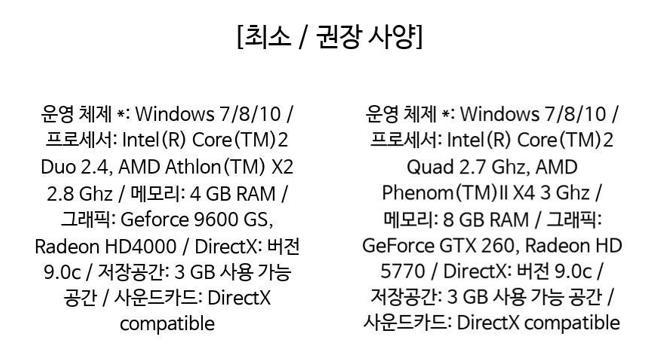 [최소 / 권장 사양]
운영 체제 *: Windows 7/8/10 /
프로세서: Intel(R) Core(TM)2
Duo 2.4, AMD Athlon(TM) X2
2.8 Ghz / 메모리: 4 GB RAM /
그래픽: Geforce 9600 GS,
Radeon HD4000 / DirectX: 버전
9.0c / 저장공간: 3 GB 사용 가능
공간 / 사운드카드: DirectX
compatible
운영 체제 *: Windows 7/8/10 /
프로세서: Intel(R) Core(TM)2
Quad 2.7 Ghz, AMD
Phenom(TM)II X4 3 Ghz /
메모리: 8 GB RAM / 그래픽:
GeForce GTX 260, Radeon HD
5770 / DirectX: 버전 9.0c /
저장공간: 3 GB 사용 가능 공간 /
사운드카드: DirectX compatible